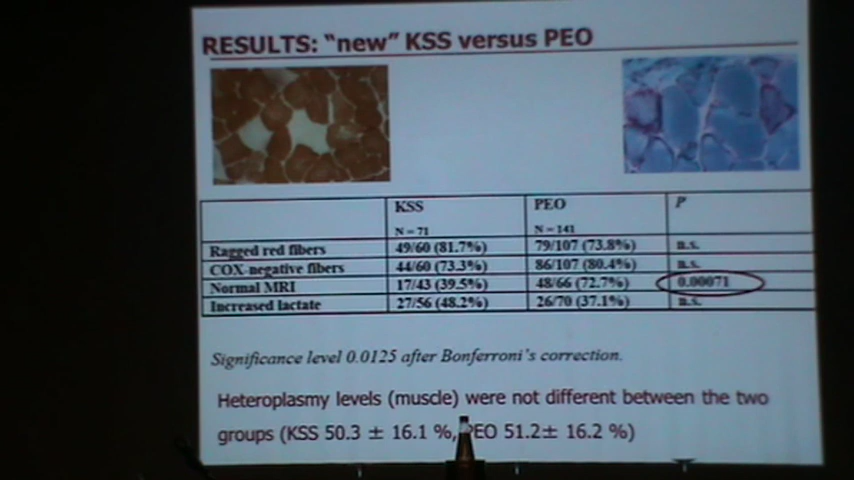 RESULTS: “new” KSS versus PEO
KSS PEO P
N = 71 N = 141
Ragged red fibers 49/60 (81.7%) 79/107 (73.8%) n.s.
COX-negative fibers 44/60 (73.3%) 86/107 (80.4%) n.s.
Normal MRI 17/43 (39.5%) 48/66 (72.7%) 0.00071
Increased lactate 27/56 (48.2%) 26/70 (37.1%) n.s.
Significance level 0.0125 after Bonferroni’s correction.
Heteroplasmy levels (muscle) were not different between the two
groups (KSS 50.3 ± 16.1 %, PEO 51.2± 16.2 %)